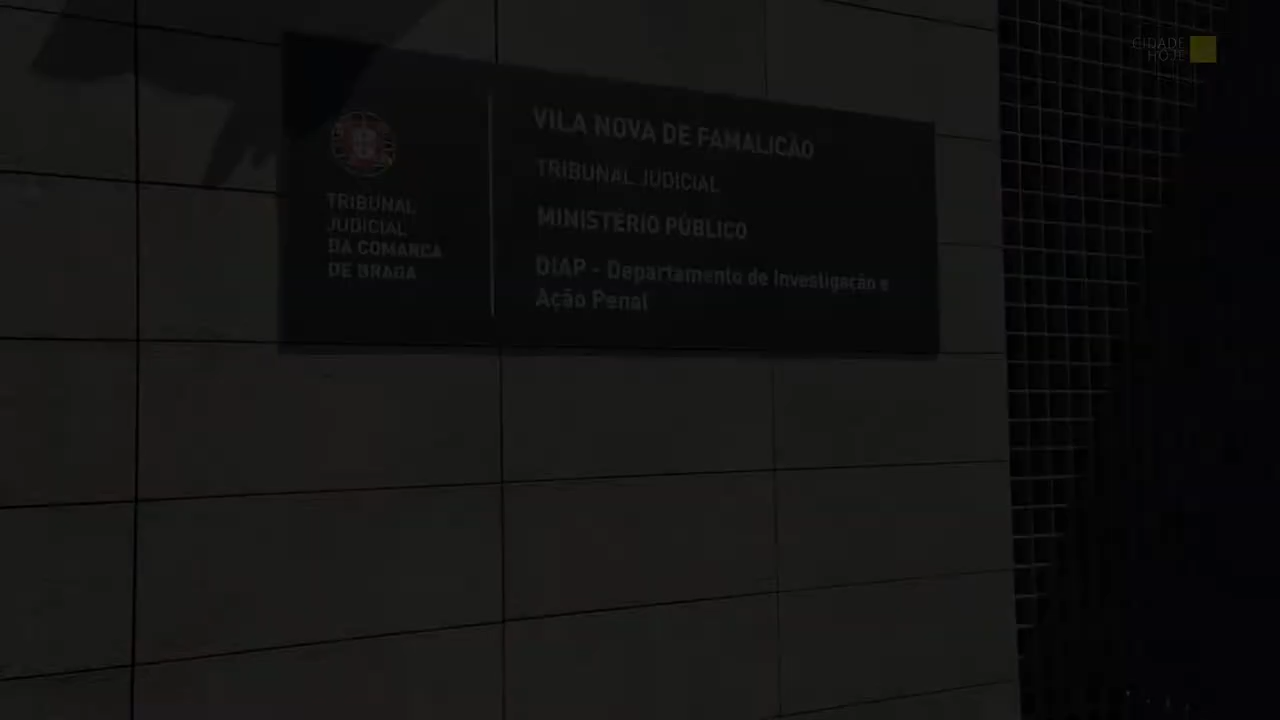 CIDADE
HOJE
TRIBUNAL
JUDICIAL
DA COMARCA
DE BRAGA
VILA NOVA DE FAMALICÃO
TRIBUNAL JUDICIAL
MINISTÉRIO PÚBLICO
DIAP - Departamento de Investigação e
Ação Penal